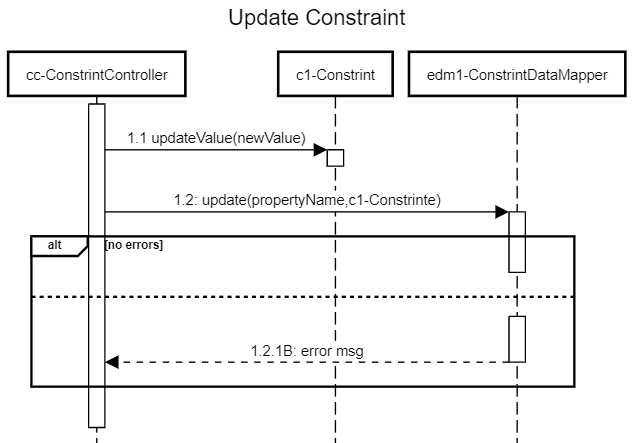 Update Constraint
cc-ConstrintController
c1-Constrint
edm1-ConstrintDataMapper
1.1 updateValue(newValue)
1.2: update(propertyName,c1-Constrinte)
alt
[no errors]
1.2.1B: error msg